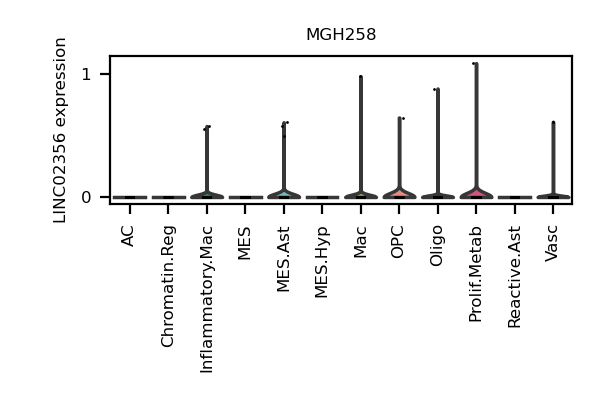 MGH258
LINC02356 expression
1
0
AC
Chromatin.Reg
Inflammatory.Mac
MES
MES.Ast
MES.Hyp
Mac
OPC
Oligo
Prolif.Metab
Reactive.Ast
Vasc